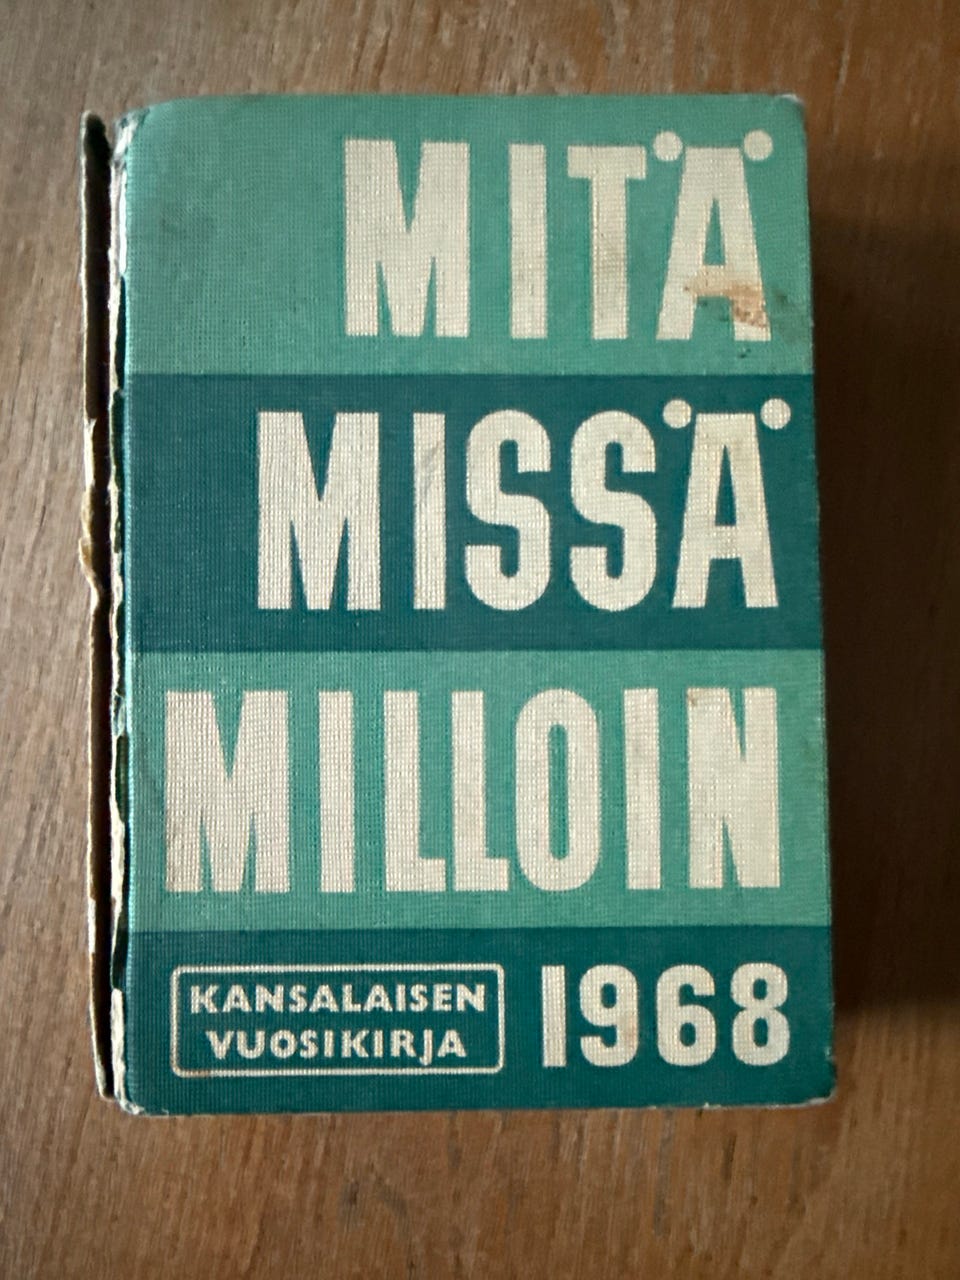 MITÄ
MISSÄ
MILLOIN
KANSALAISEN
VUOSIKIRJA
1968